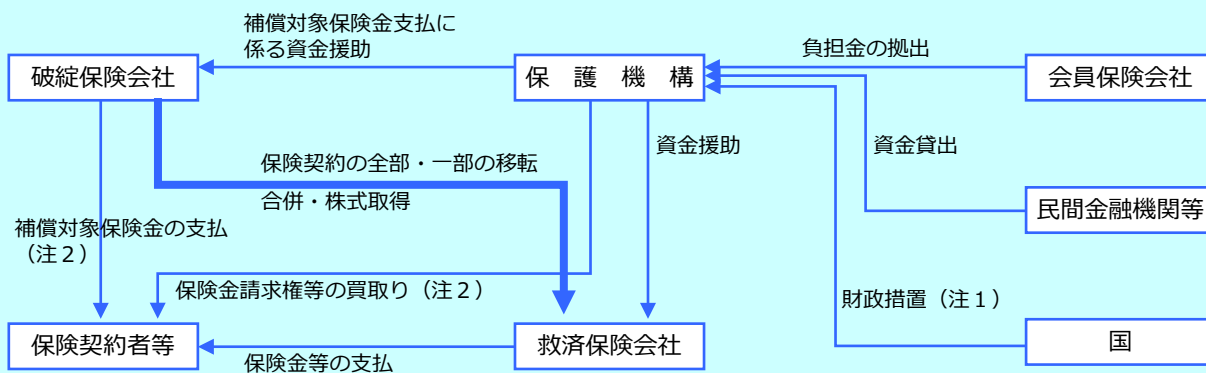 補償対象保険金支払に
係る資金援助
負担金の拠出
破綻保険会社
保 護 機 構
会員保険会社
資金援助
資金貸出
保険契約の全部・一部の移転
合併・株式取得
民間金融機関等
補償対象保険金の支払
（注２）
保険金請求権等の買取り（注２）
財政措置（注１）
保険契約者等
救済保険会社
国
保険金等の支払